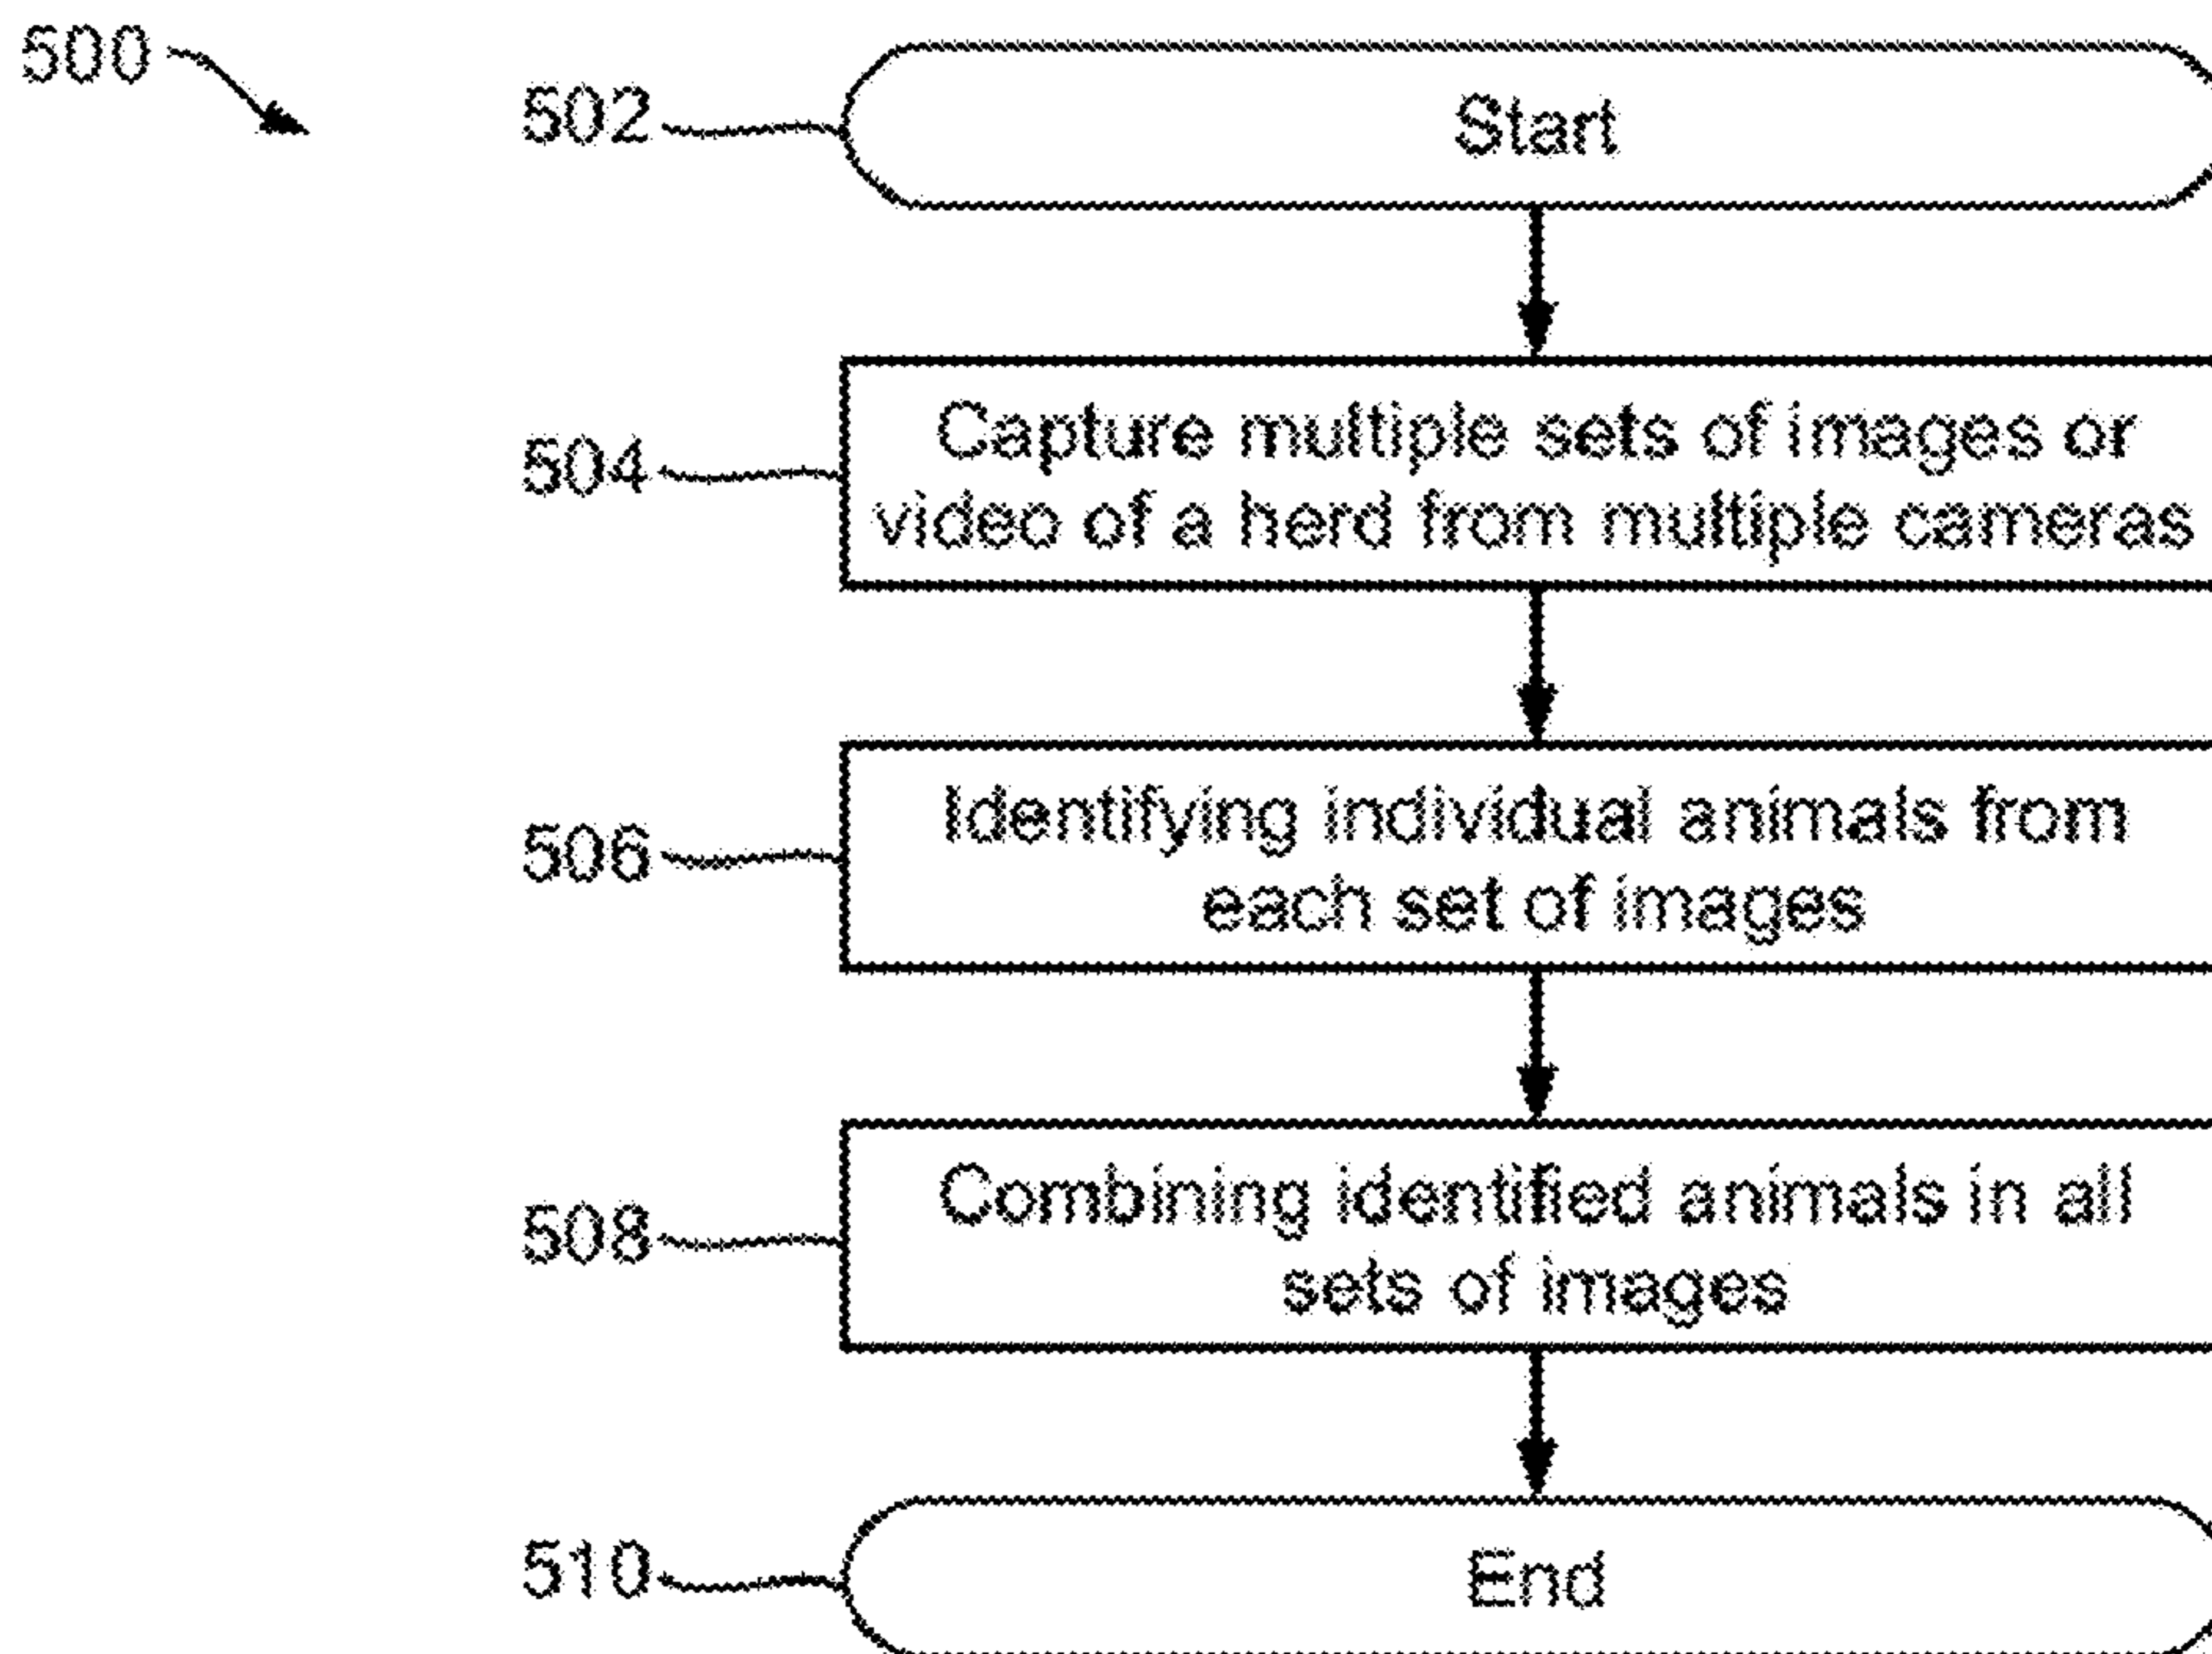 500
502
Start
504
Capture multiple sets of images or
video of a herd from multiple cameras
506
Identifying individual animals from
each set of images
508
Combining identified animals in all
sets of images
510
End